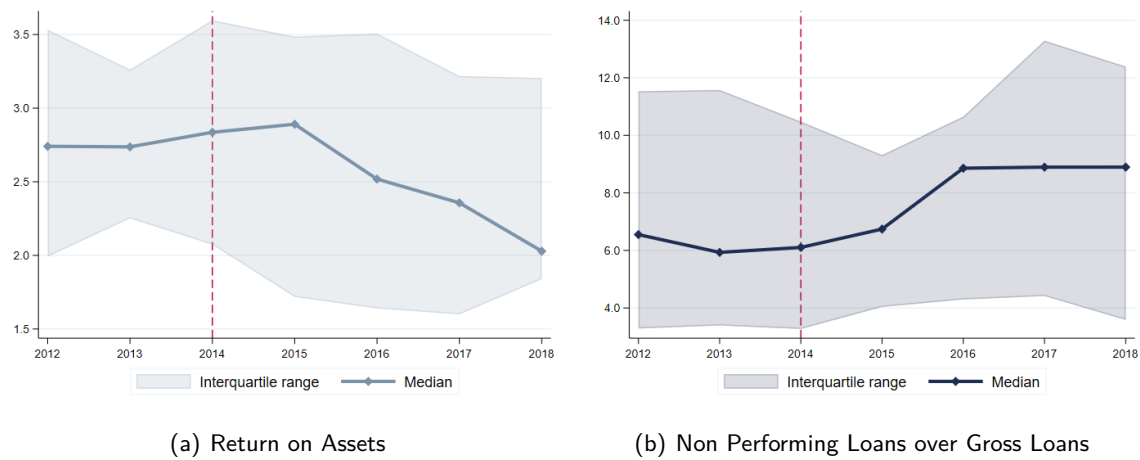 3.5
3.0
2.5
2.0
1.5
2012 2013 2014 2015 2016 2017 2018
Interquartile range Median
(a) Return on Assets
14.0
12.0
10.0
8.0
6.0
4.0
2012 2013 2014 2015 2016 2017 2018
Interquartile range Median
(b) Non Performing Loans over Gross Loans